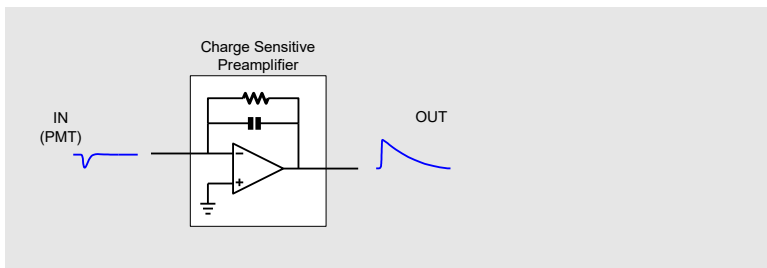 Charge Sensitive
Preamplifier
IN
(PMT)
OUT